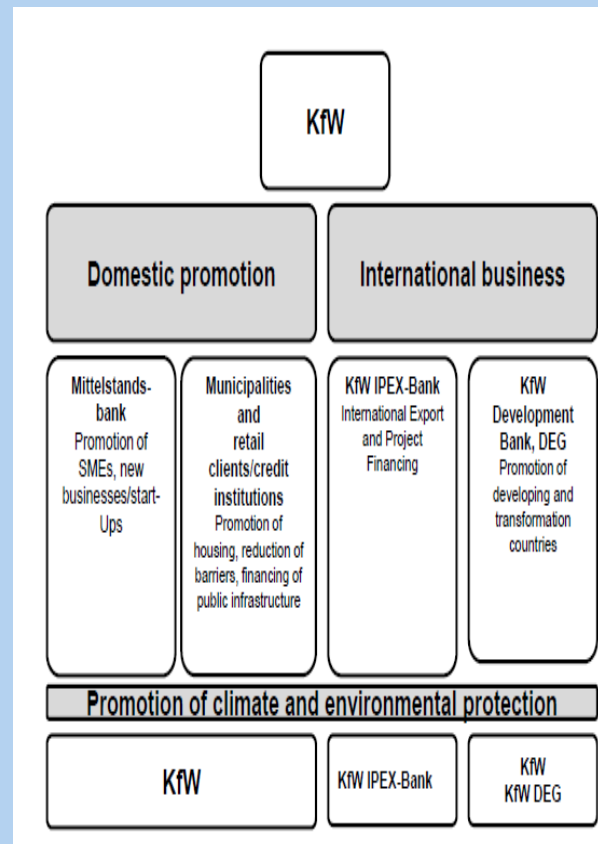 KfW
Domestic promotion
International business
Mittelstands-
bank
Promotion of
SMEs, new
businesses/start-
Ups
Municipalities
and
retail
clients/credit
institutions
Promotion of
housing, reduction of
barriers, financing of
public infrastructure
KfW IPEX-Bank
International Export
and Project
Financing
KfW
Development
Bank, DEG
Promotion of
developing and
transformation
countries
Promotion of climate and environmental protection
KfW
KfW IPEX-Bank
KfW
KfW DEG